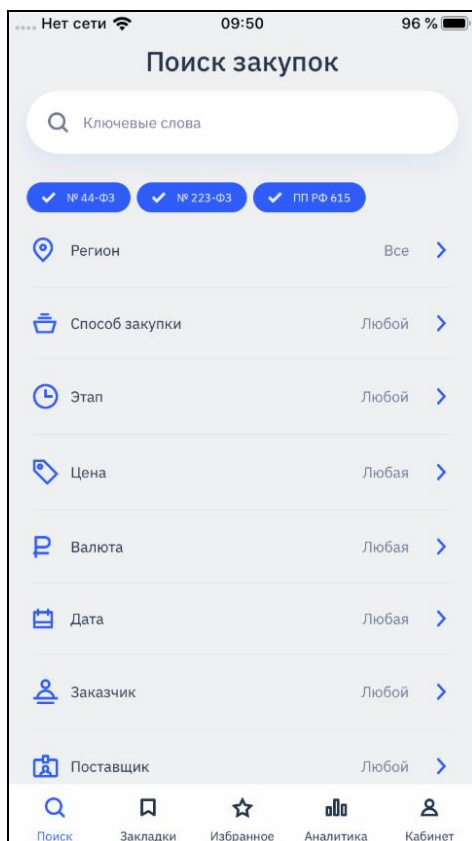 Нет сети 09:50 96 %
Поиск закупок
Ключевые слова
№ 44-ФЗ № 223-ФЗ ПП РФ 615
Регион Все
Способ закупки Любой
Этап Любой
Цена Любая
Валюта Любая
Дата Любая
Заказчик Любой
Поставщик Любой
Поиск Закладки Избранное Аналитика Кабинет